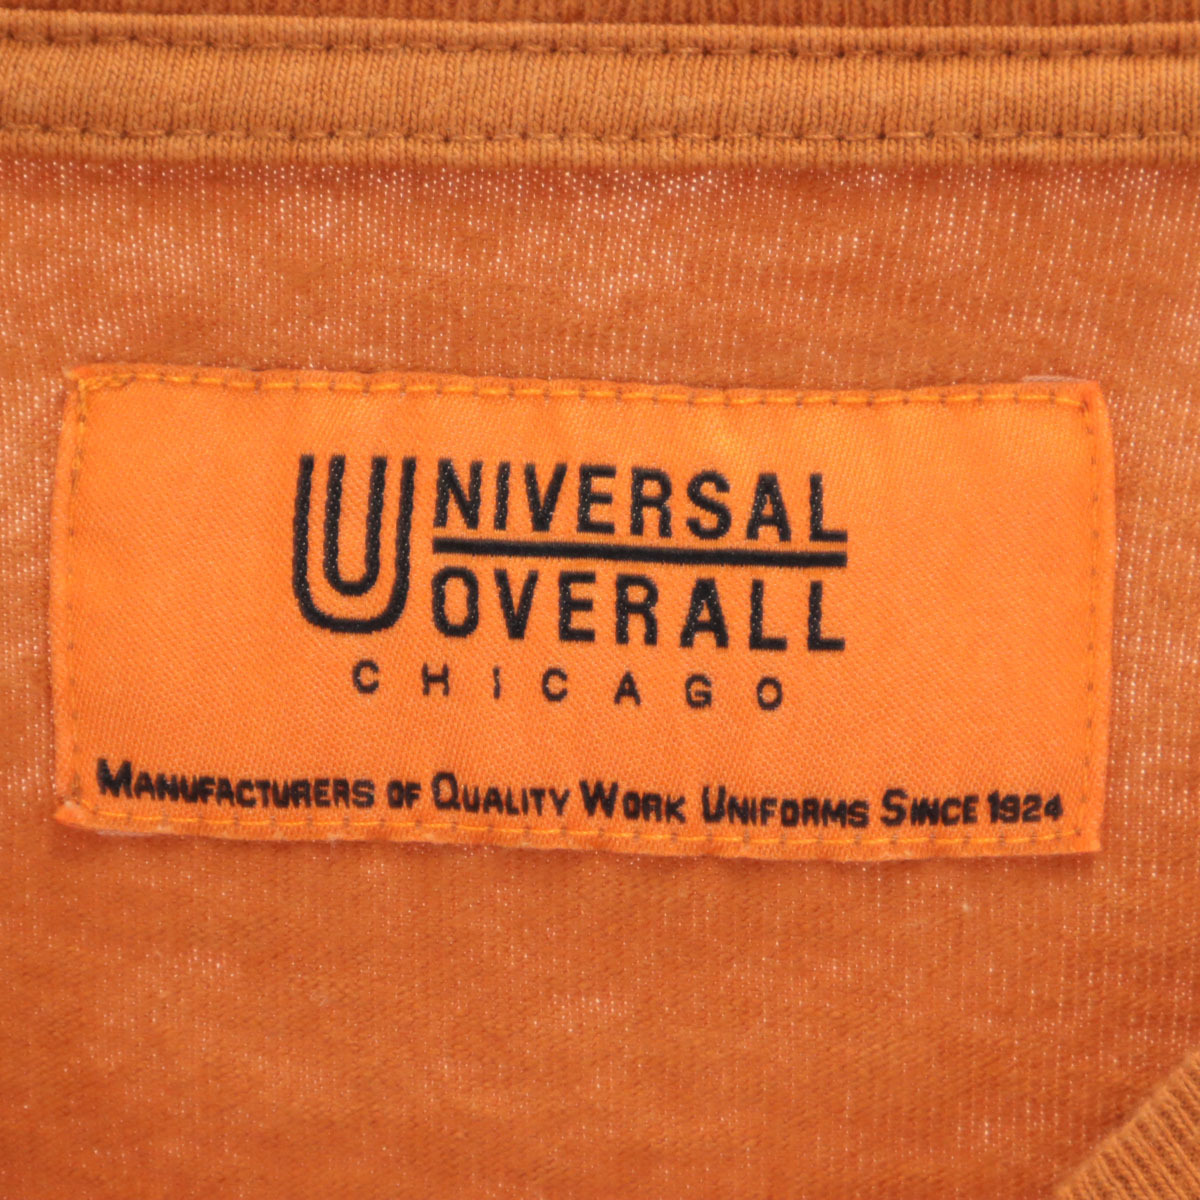 UNIVERSAL
OVERALL
CHICAGO
MANUFACTURERS OF QUALITY WORK UNIFORMS SINCE 1924